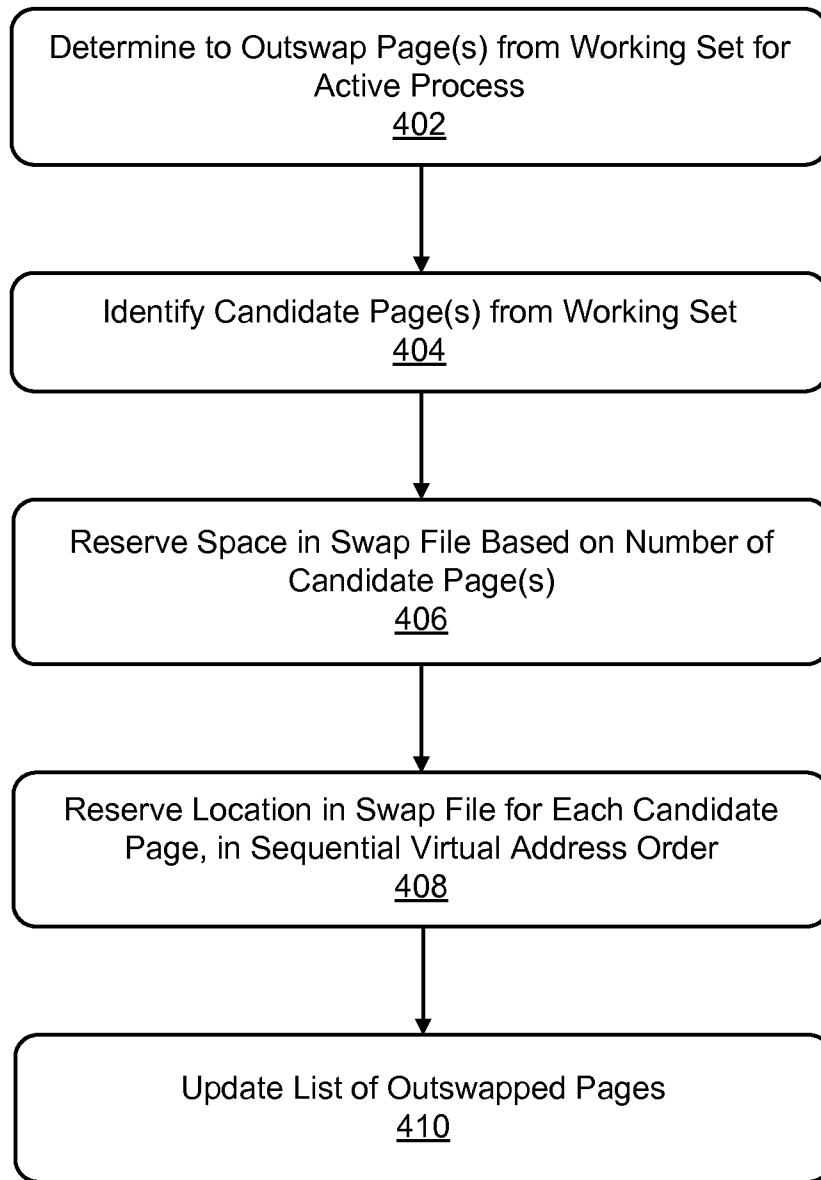 Determine to Outswap Page(s) from Working Set for
Active Process
402
Identify Candidate Page(s) from Working Set
404
Reserve Space in Swap File Based on Number of
Candidate Page(s)
406
Reserve Location in Swap File for Each Candidate
Page, in Sequential Virtual Address Order
408
Update List of Outswapped Pages
410